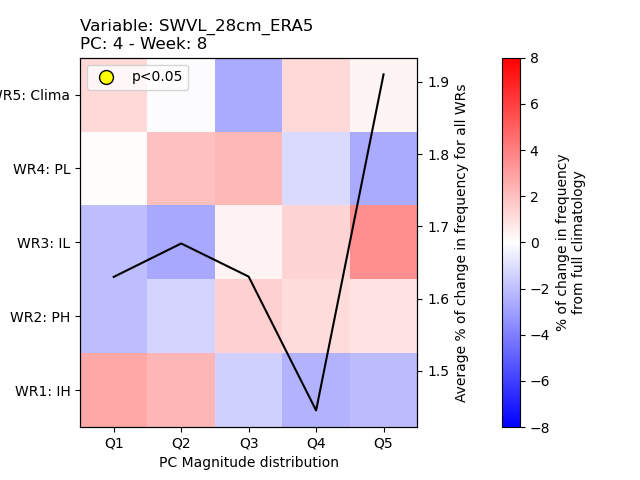 Variable: SWVL_28cm_ERA5
PC: 4 - Week: 8
p<0.05
WR5: Clima
WR4: PL
WR3: IL
WR2: PH
WR1: IH
Q1 Q2 Q3 Q4 Q5
PC Magnitude distribution
1.9
1.8
1.7
1.6
1.5
Average % of change in frequency for all WRs
8
6
4
2
0
−2
−4
−6
−8
% of change in frequency
from full climatology